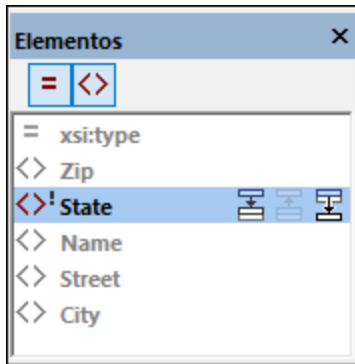 Elementos
= <>
= xsi:type
<> Zip
<>! State
<> Name
<> Street
<> City